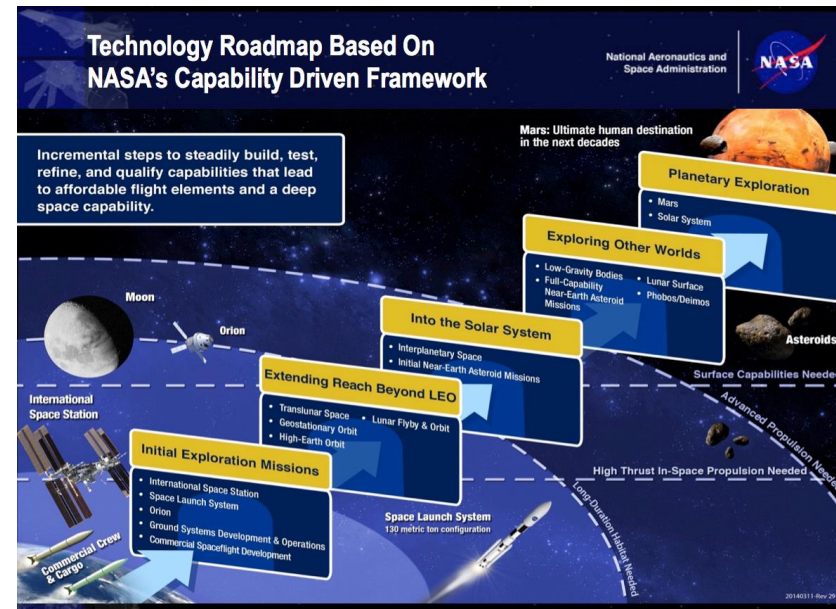 Technology Roadmap Based On
NASA's Capability Driven Framework
National Aeronautics and
Space Administration
NASA
Incremental steps to steadily build, test,
refine, and qualify capabilities that lead
to affordable flight elements and a deep
space capability.
Mars: Ultimate human destination
in the next decades
Planetary Exploration
• Mars
• Solar System
Exploring Other Worlds
• Low-Gravity Bodies
• Full-Capability
Near-Earth Asteroid
Missions
• Lunar Surface
• Phobos/Deimos
Into the Solar System
• Interplanetary Space
• Initial Near-Earth Asteroid Missions
Extending Reach Beyond LEO
• Translunar Space
• Geostationary Orbit
• High-Earth Orbit
• Lunar Flyby & Orbit
Initial Exploration Missions
• International Space Station
• Space Launch System
• Orion
• Ground Systems Development & Operations
• Commercial Spaceflight Development
Moon
Orion
International
Space Station
Commercial Crew
& Cargo
Space Launch System
130 metric ton configuration
Asteroids
Surface Capabilities Neede
Advanced Propulsion Neede
High Thrust In-Space Propulsion Needed
Long-Duration Habitat Needed
20140311-Rev 29